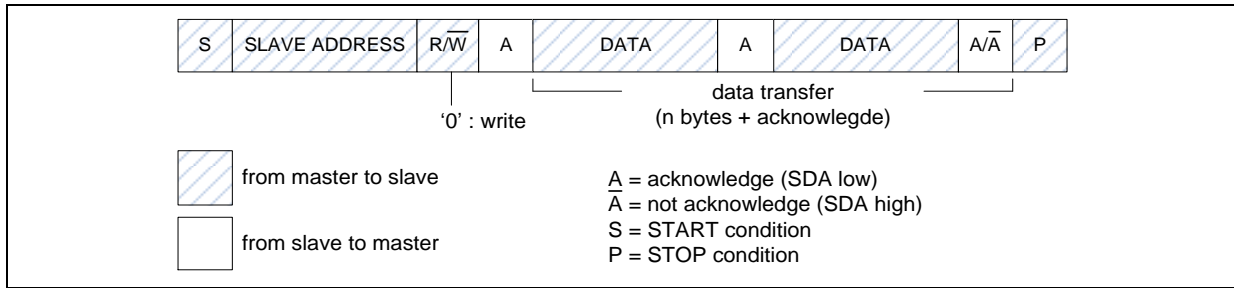 S SLAVE ADDRESS R/W̅ A DATA A DATA A/A̅ P
data transfer
(n bytes + acknowlegde)
‘0’ : write
from master to slave
from slave to master
A = acknowledge (SDA low)
A̅ = not acknowledge (SDA high)
S = START condition
P = STOP condition